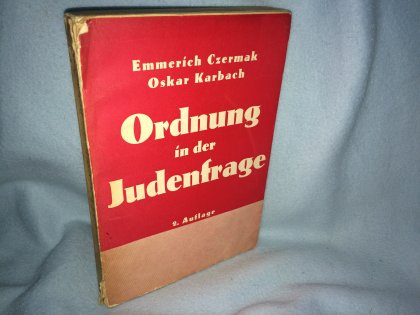 Emmerich Czermak
Oskar Karbach
Ordnung
in der
Judenfrage
2. Auflage